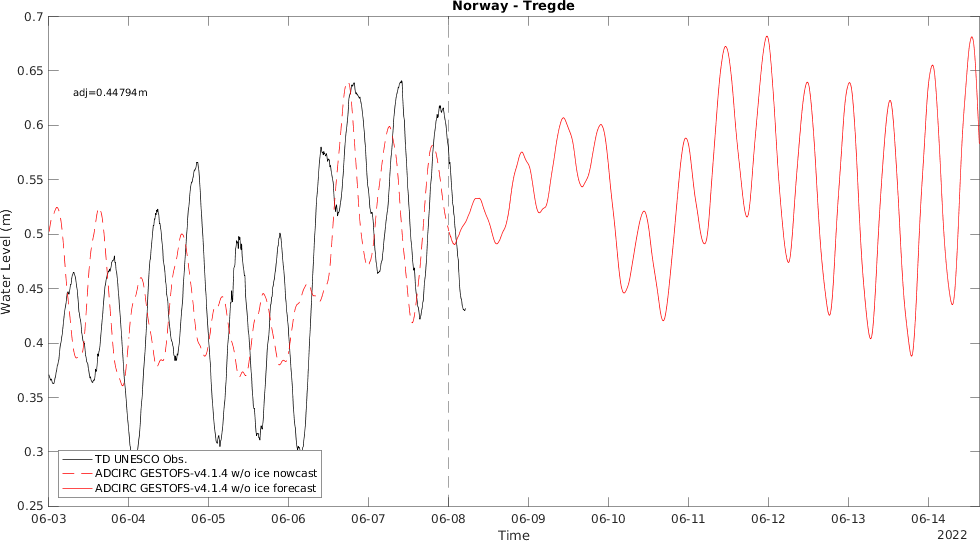 Norway - Tregde
0.7
0.65
0.6
0.55
0.5
0.45
0.4
0.35
0.3
0.25
Water Level (m)
adj=0.44794m
TD UNESCO Obs.
ADCIRC GESTOFS-v4.1.4 w/o ice nowcast
ADCIRC GESTOFS-v4.1.4 w/o ice forecast
06-03 06-04 06-05 06-06 06-07 06-08 06-09 06-10 06-11 06-12 06-13 06-14
Time
2022